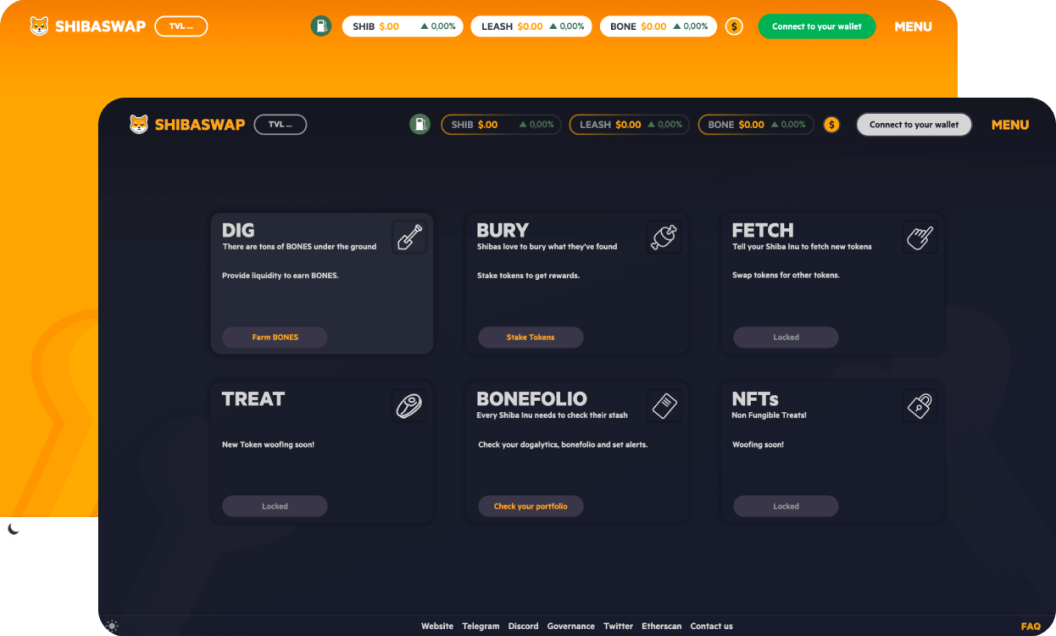 SHIBASWAP TVL ... SHIB $.00 0,00% LEASH $0.00 0,00% BONE $0.00 0,00% $ Connect to your wallet MENU
SHIBASWAP TVL ... SHIB $.00 0,00% LEASH $0.00 0,00% BONE $0.00 0,00% $ Connect to your wallet MENU
DIG
There are tons of BONES under the ground
Provide liquidity to earn BONES.
Farm BONES
BURY
Shibas love to bury what they've found
Stake tokens to get rewards.
Stake Tokens
FETCH
Tell your Shiba Inu to fetch new tokens
Swap tokens for other tokens.
Locked
TREAT
New Token woofing soon!
Locked
BONEFOLIO
Every Shiba Inu needs to check their stash
Check your dogalytics, bonefolio and set alerts.
Check your portfolio
NFTs
Non Fungible Treats!
Woofing soon!
Locked
Website Telegram Discord Governance Twitter Etherscan Contact us FAQ